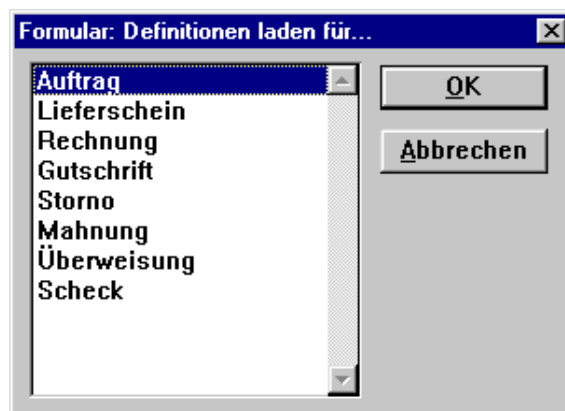 Formular: Definitionen laden für...
Auftrag
Lieferschein
Rechnung
Gutschrift
Storno
Mahnung
Überweisung
Scheck
OK
Abbrechen